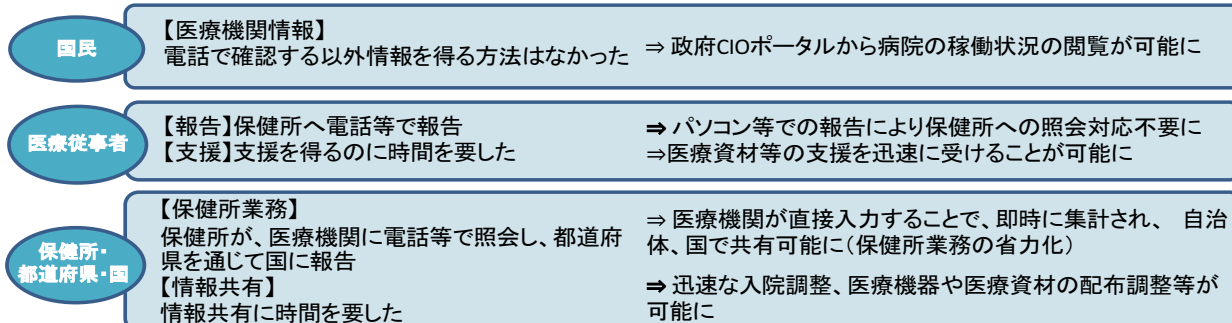 国民
【医療機関情報】
電話で確認する以外情報を得る方法はなかった
⇒ 政府CIOポータルから病院の稼働状況の閲覧が可能に
医療従事者
【報告】保健所へ電話等で報告
【支援】支援を得るのに時間を要した
⇒ パソコン等での報告により保健所への照会対応不要に
⇒医療資材等の支援を迅速に受けることが可能に
保健所・
都道府県・国
【保健所業務】
保健所が、医療機関に電話等で照会し、都道府
県を通じて国に報告
【情報共有】
情報共有に時間を要した
⇒ 医療機関が直接入力することで、即時に集計され、 自治
体、国で共有可能に（保健所業務の省力化）
⇒ 迅速な入院調整、医療機器や医療資材の配布調整等が
可能に